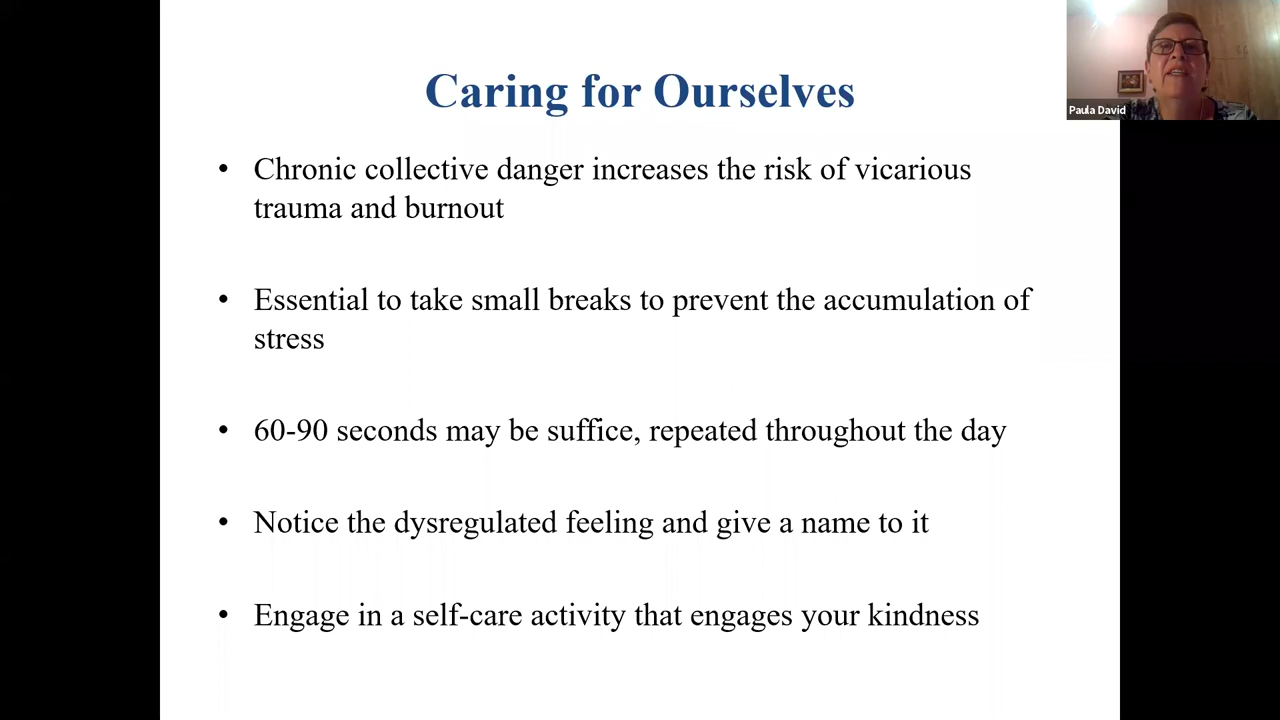 Caring for Ourselves
Paula David
• Chronic collective danger increases the risk of vicarious
trauma and burnout
• Essential to take small breaks to prevent the accumulation of
stress
• 60-90 seconds may be suffice, repeated throughout the day
• Notice the dysregulated feeling and give a name to it
• Engage in a self-care activity that engages your kindness